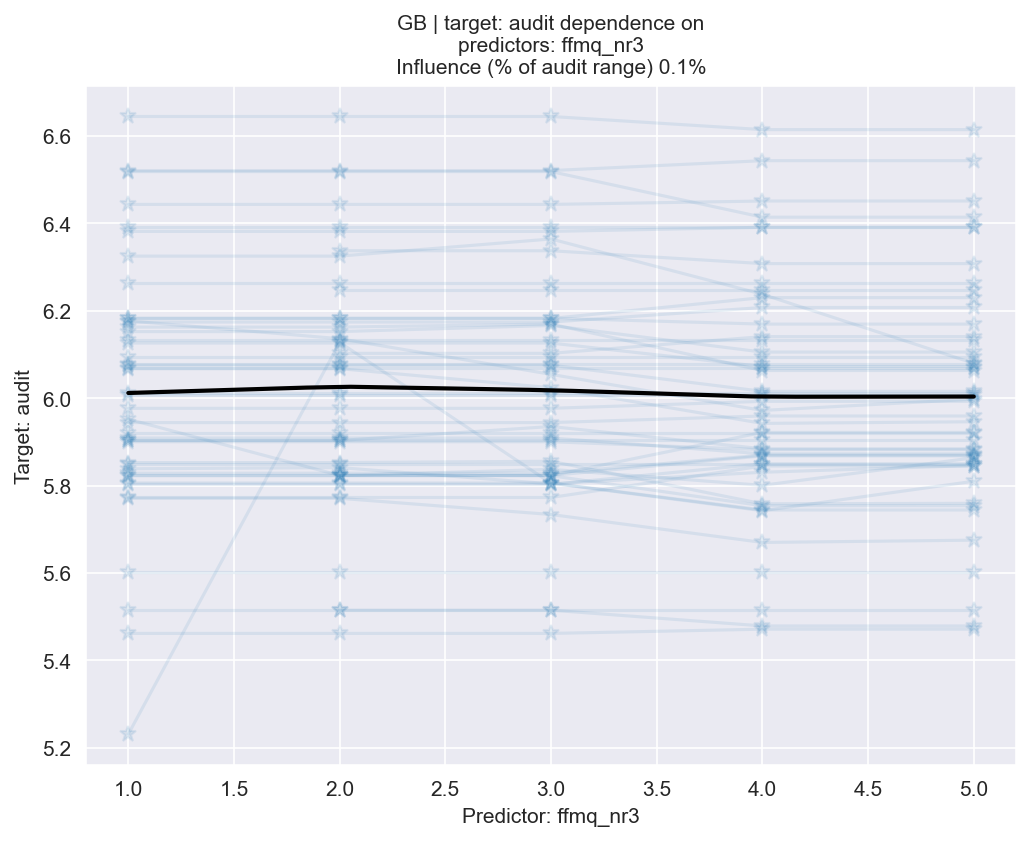 GB | target: audit dependence on
predictors: ffmq_nr3
Influence (% of audit range) 0.1%
Target: audit
6.6
6.4
6.2
6.0
5.8
5.6
5.4
5.2
1.0 1.5 2.0 2.5 3.0 3.5 4.0 4.5 5.0
Predictor: ffmq_nr3